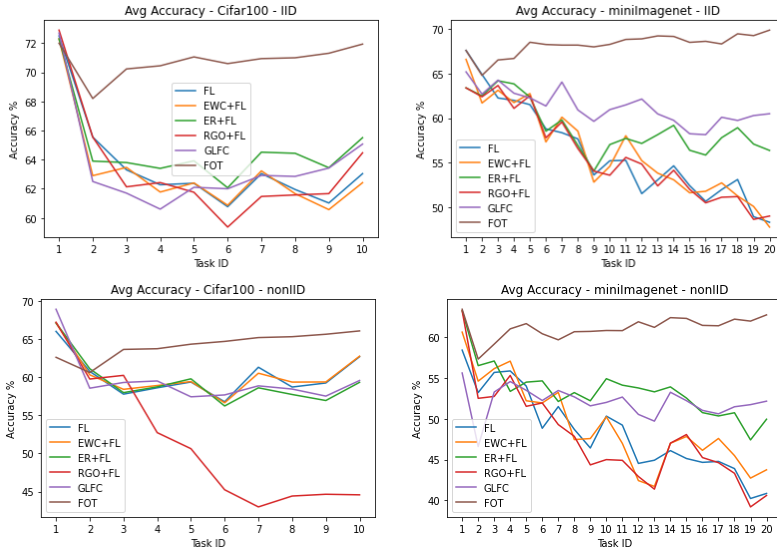 Avg Accuracy - Cifar100 - IID
Accuracy %
72
70
68
66
64
62
60
FL
EWC+FL
ER+FL
RGO+FL
GLFC
FOT
1 2 3 4 5 6 7 8 9 10
Task ID
Avg Accuracy - miniImagenet - IID
Accuracy %
70
65
60
55
50
FL
EWC+FL
ER+FL
RGO+FL
GLFC
FOT
1 2 3 4 5 6 7 8 9 10 11 12 13 14 15 16 17 18 19 20
Task ID
Avg Accuracy - Cifar100 - nonIID
Accuracy %
70
65
60
55
50
45
FL
EWC+FL
ER+FL
RGO+FL
GLFC
FOT
1 2 3 4 5 6 7 8 9 10
Task ID
Avg Accuracy - miniImagenet - nonIID
Accuracy %
60
55
50
45
40
FL
EWC+FL
ER+FL
RGO+FL
GLFC
FOT
1 2 3 4 5 6 7 8 9 10 11 12 13 14 15 16 17 18 19 20
Task ID